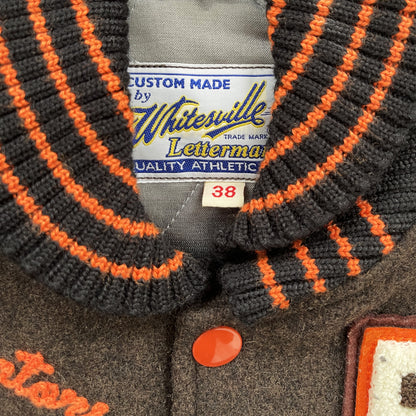 CUSTOM MADE
by
Whitesville
TRADE MARK
Letterman
QUALITY ATHLETIC
38